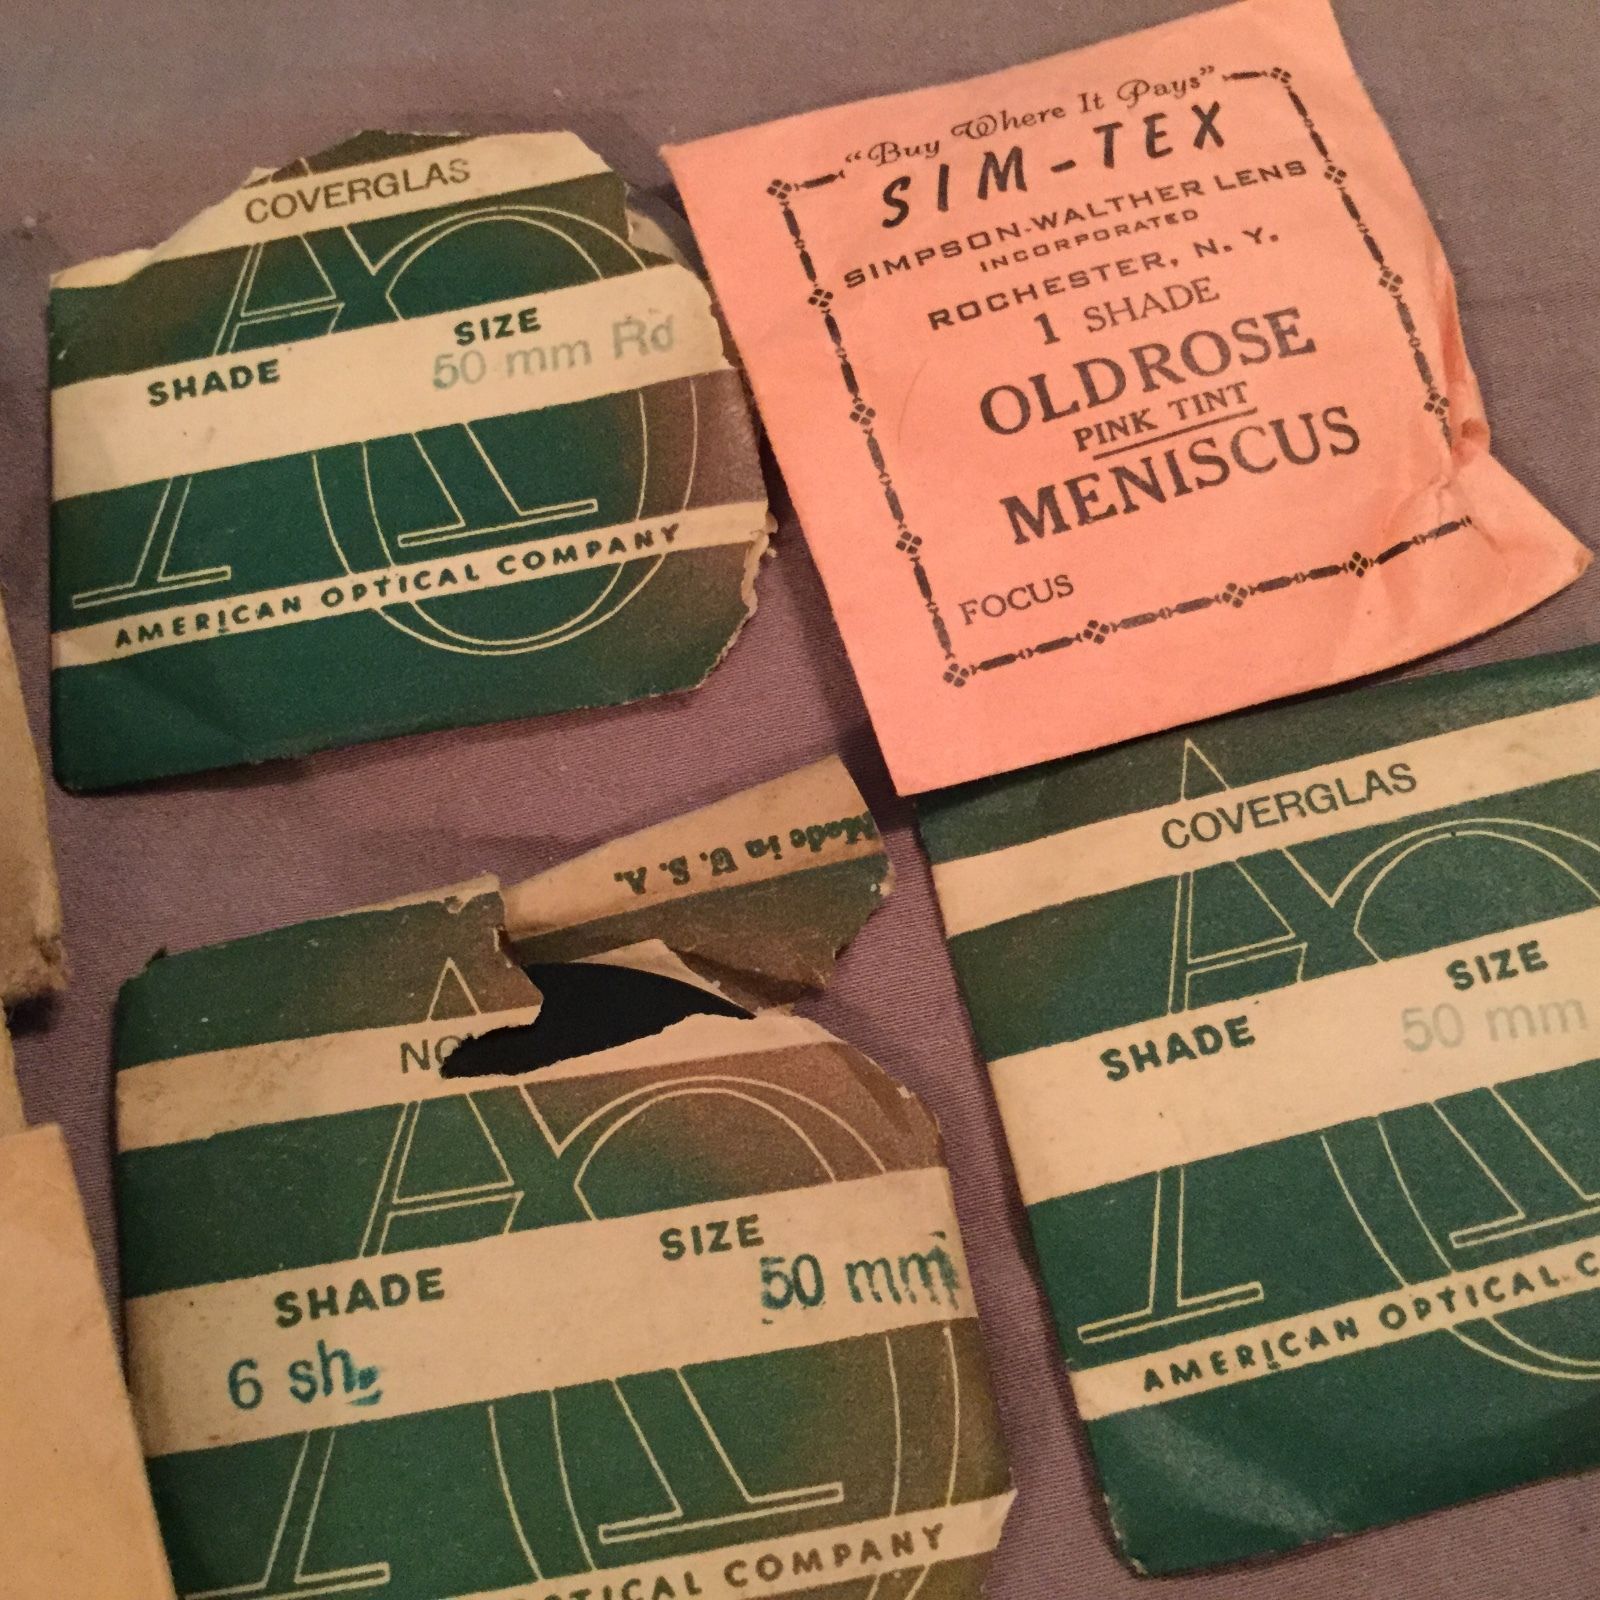 COVERGLAS
SIZE
50 mm Rd
SHADE
AMERICAN OPTICAL COMPANY
"Buy Where It Pays"
SIM-TEX
SIMPSON-WALTHER LENS
INCORPORATED
ROCHESTER, N. Y.
1 SHADE
OLDROSE
PINK TINT
MENISCUS
FOCUS
Made in U. S. A.
SIZE
50 mm
SHADE
6 sh
COMPANY
COVERGLAS
SIZE
50 mm
SHADE
AMERICAN OPTICAL